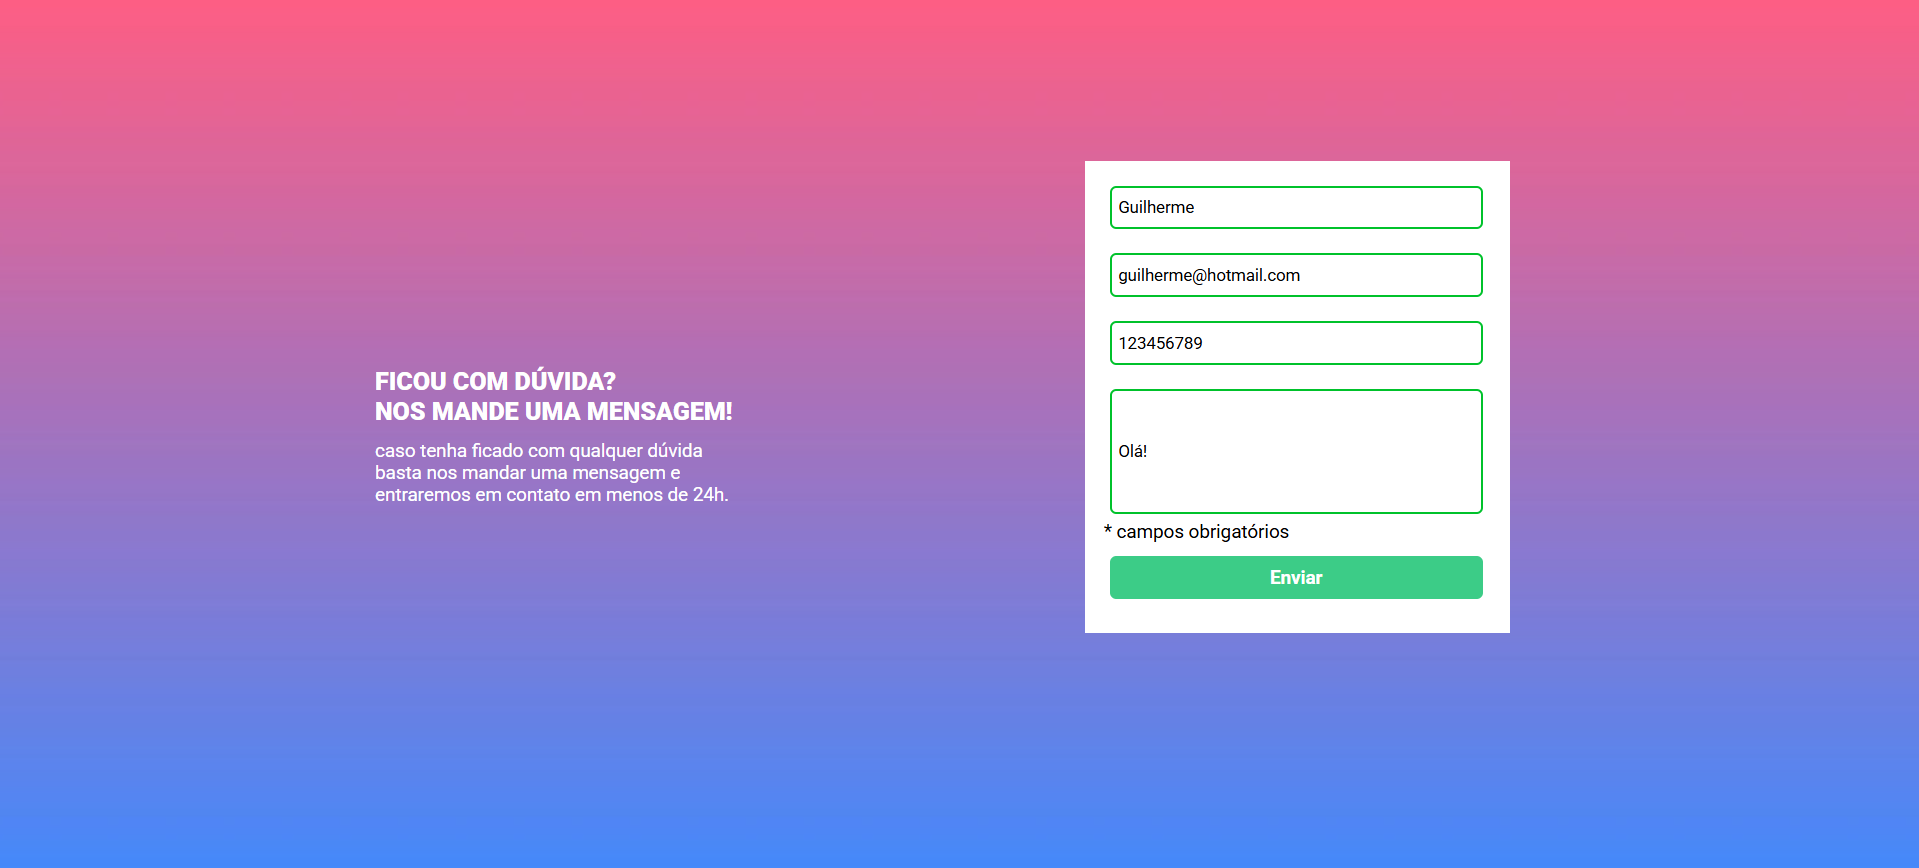 FICOU COM DÚVIDA?
NOS MANDE UMA MENSAGEM!
caso tenha ficado com qualquer dúvida
basta nos mandar uma mensagem e
entraremos em contato em menos de 24h.
Guilherme
guilherme@hotmail.com
123456789
Olá!
* campos obrigatórios
Enviar